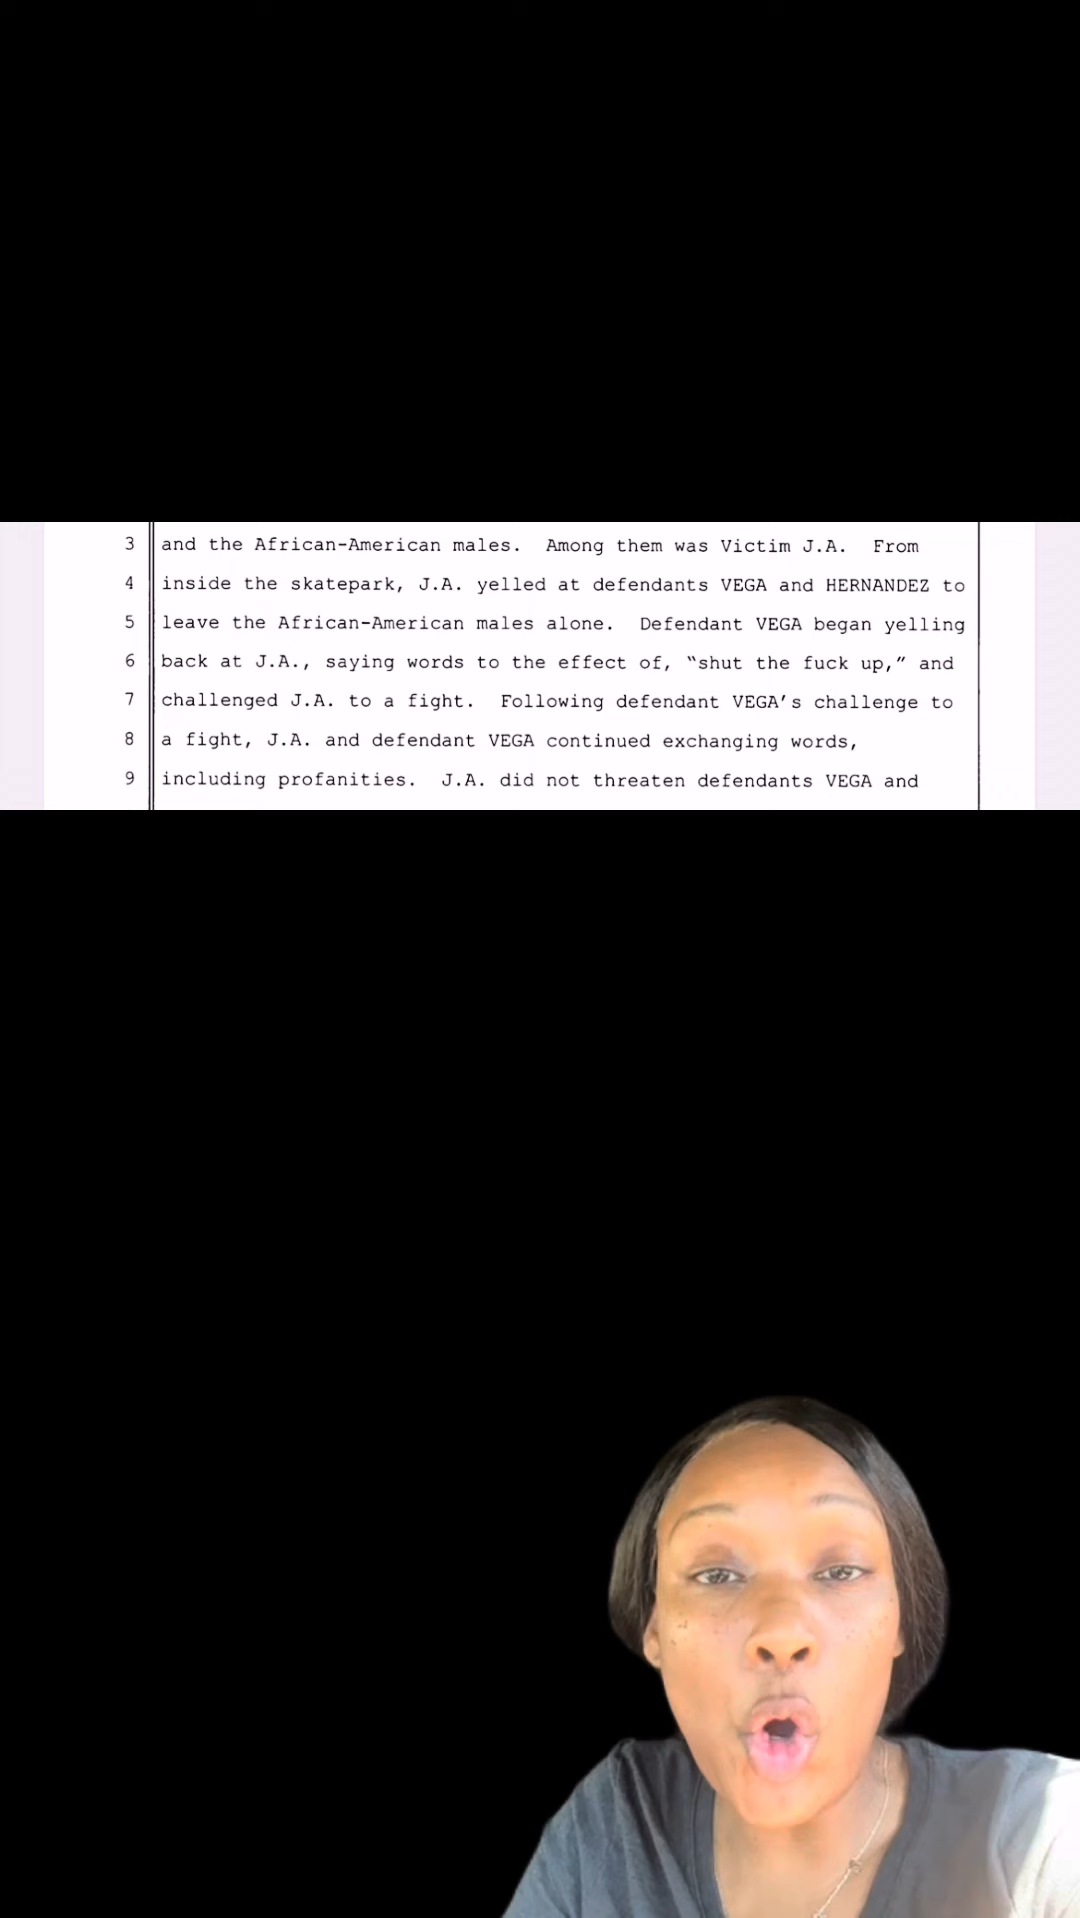 3 and the African-American males. Among them was Victim J.A. From
4 inside the skatepark, J.A. yelled at defendants VEGA and HERNANDEZ to
5 leave the African-American males alone. Defendant VEGA began yelling
6 back at J.A., saying words to the effect of, “shut the fuck up,” and
7 challenged J.A. to a fight. Following defendant VEGA’s challenge to
8 a fight, J.A. and defendant VEGA continued exchanging words,
9 including profanities. J.A. did not threaten defendants VEGA and